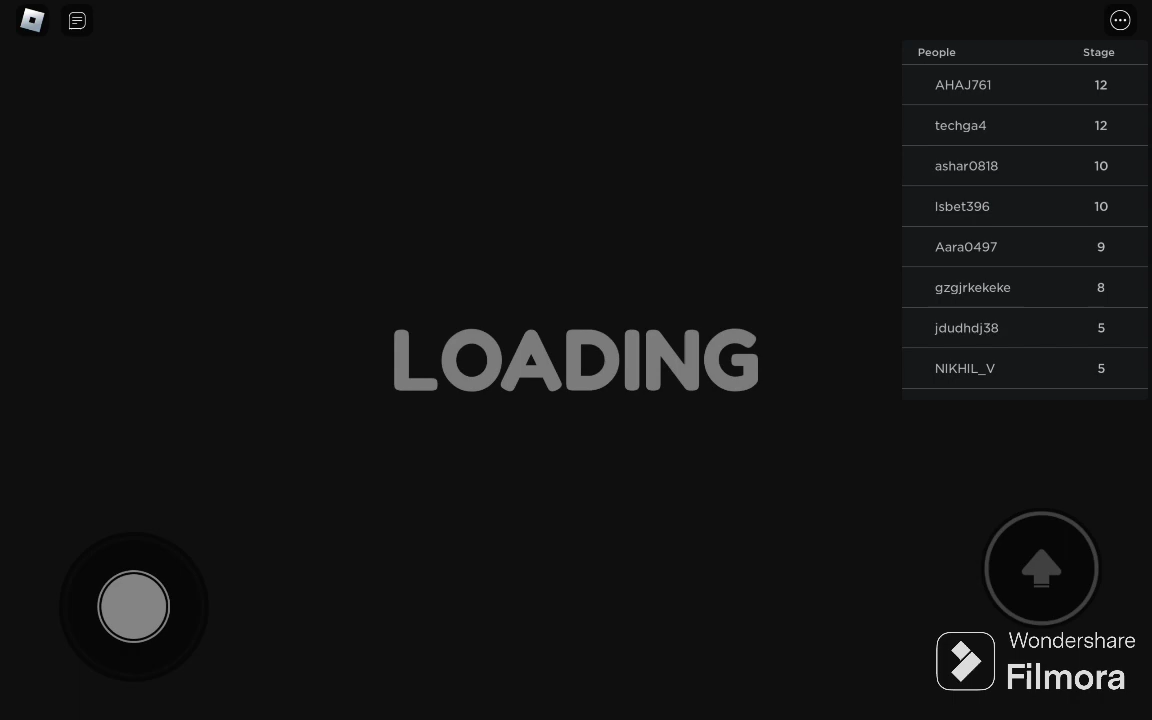 People Stage
AHAJ761 12
techga4 12
ashar0818 10
Isbet396 10
Aara0497 9
gzgjrkekeke 8
jdudhdj38 5
NIKHIL_V 5
LOADING
Wondershare
Filmora